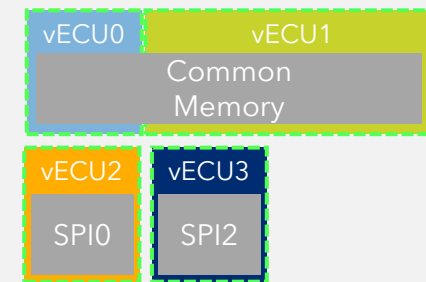 vECU0 vECU1
Common
Memory
vECU2 vECU3
SPI0 SPI2